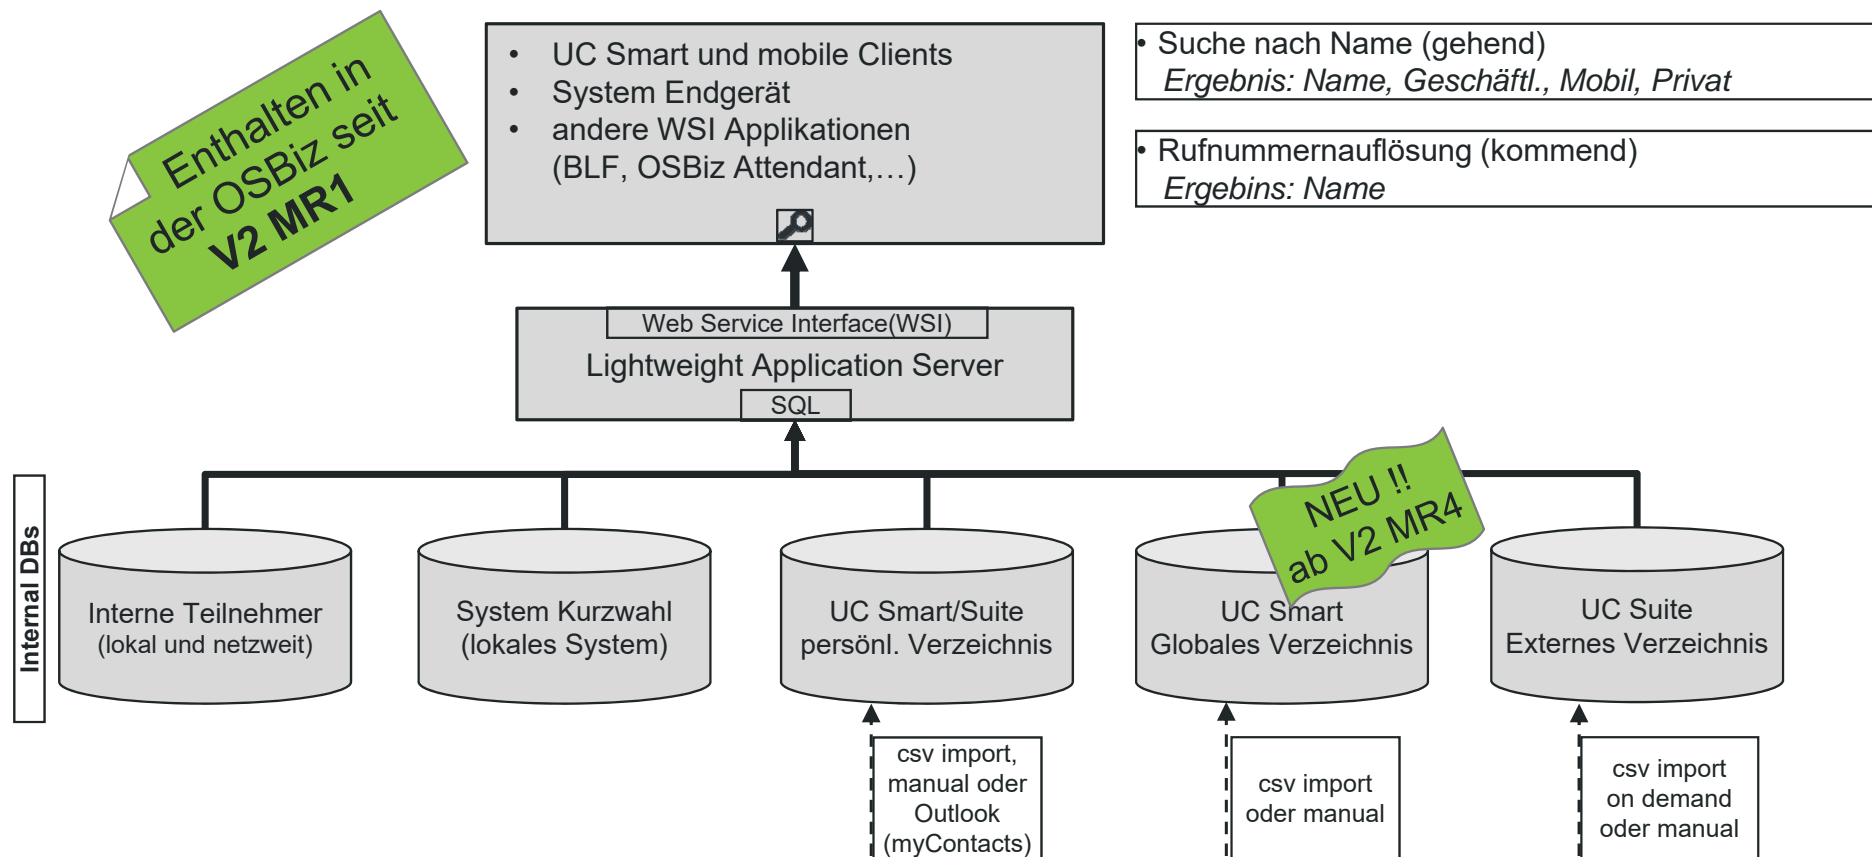 Enthalten in
der OSBiz seit
V2 MR1
• UC Smart und mobile Clients
• System Endgerät
• andere WSI Applikationen
(BLF, OSBiz Attendant,…)
• Suche nach Name (gehend)
Ergebnis: Name, Geschäftl., Mobil, Privat
• Rufnummernauflösung (kommend)
Ergebins: Name
Web Service Interface(WSI)
Lightweight Application Server
SQL
NEU !!
ab V2 MR4
Internal DBs
Interne Teilnehmer
(lokal und netzweit)
System Kurzwahl
(lokales System)
UC Smart/Suite
persönl. Verzeichnis
UC Smart
Globales Verzeichnis
UC Suite
Externes Verzeichnis
csv import,
manual oder
Outlook
(myContacts)
csv import
oder manual
csv import
on demand
oder manual